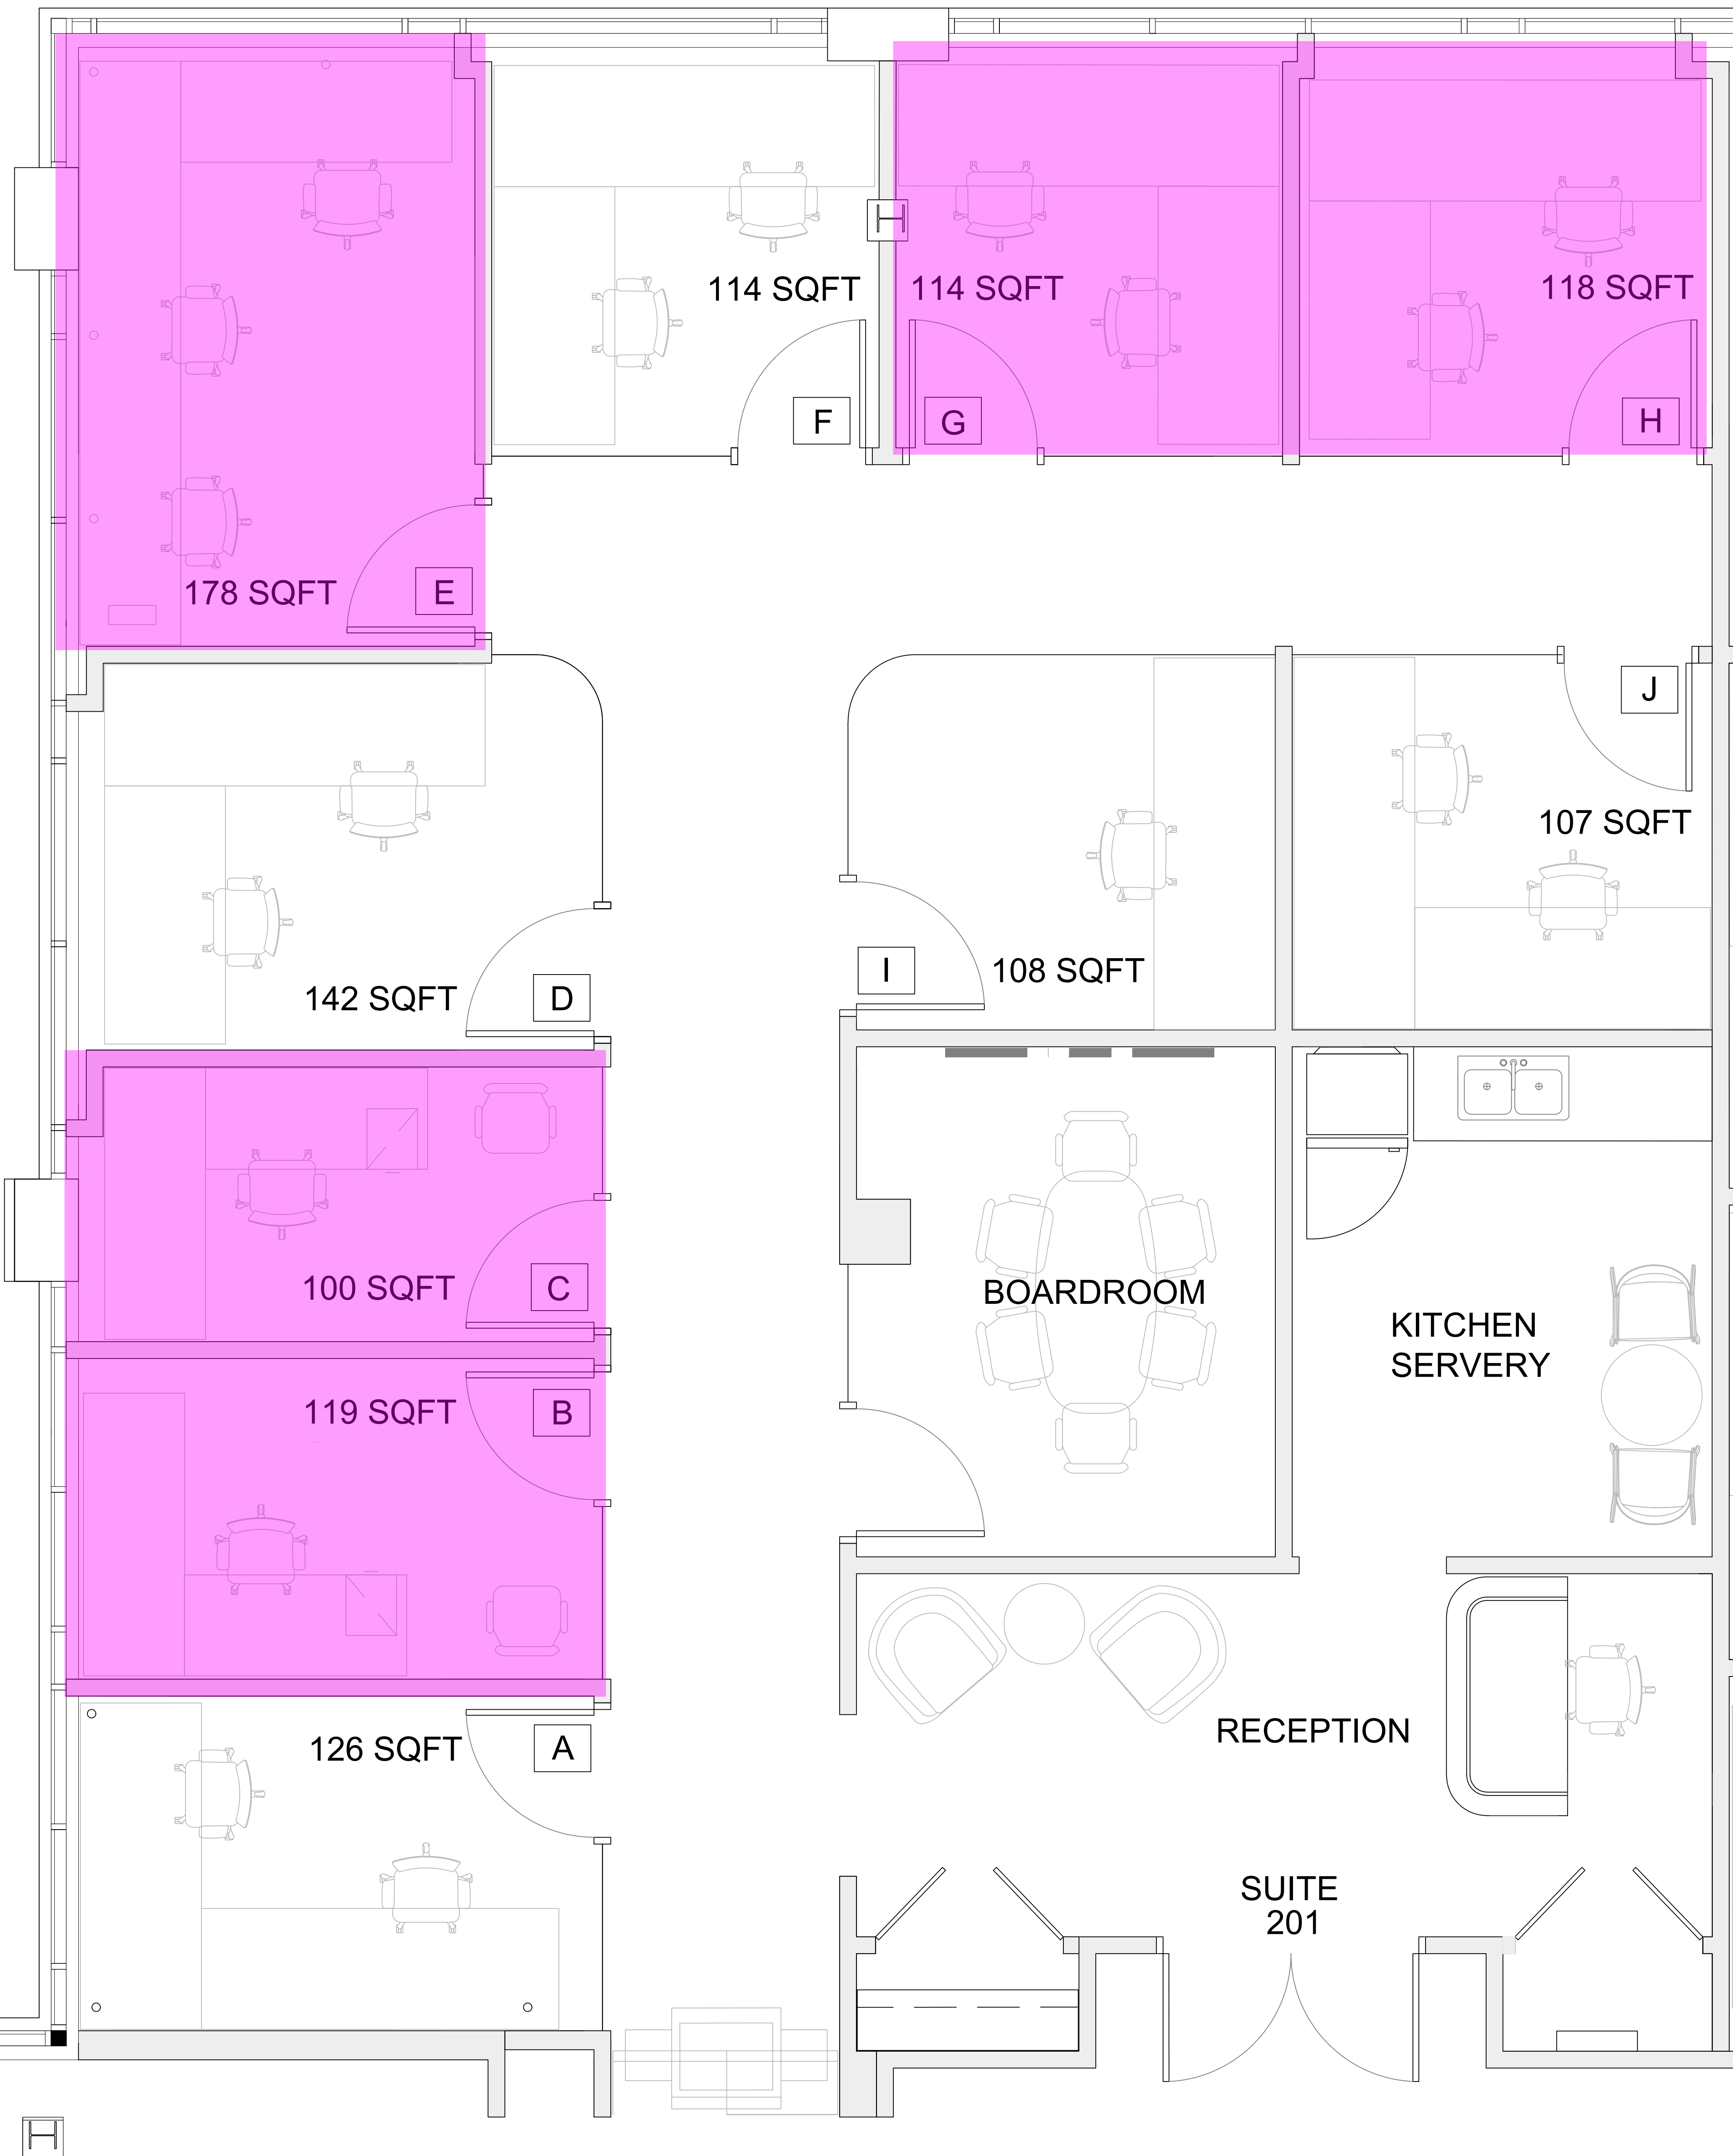 114 SQFT
114 SQFT
118 SQFT
F
G
H
178 SQFT
E
J
107 SQFT
I
108 SQFT
142 SQFT
D
100 SQFT
C
BOARDROOM
KITCHEN
SERVERY
119 SQFT
B
RECEPTION
126 SQFT
A
SUITE
201